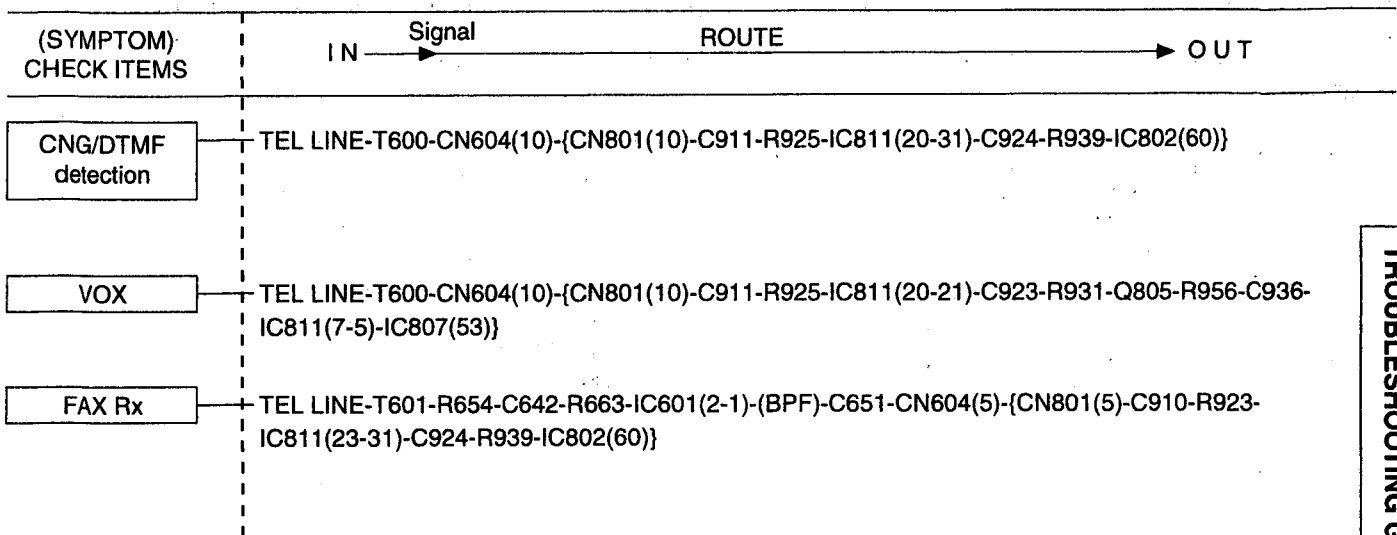 (SYMPTOM)
CHECK ITEMS
IN Signal ROUTE OUT
CNG/DTMF
detection
TEL LINE-T600-CN604(10)-{CN801(10)-C911-R925-IC811(20-31)-C924-R939-IC802(60)}
VOX
TEL LINE-T600-CN604(10)-{CN801(10)-C911-R925-IC811(20-21)-C923-R931-Q805-R956-C936-
IC811(7-5)-IC807(53)}
FAX Rx
TEL LINE-T601-R654-C642-R663-IC601(2-1)-(BPF)-C651-CN604(5)-{CN801(5)-C910-R923-
IC811(23-31)-C924-R939-IC802(60)}
TROUBLESHOOTING